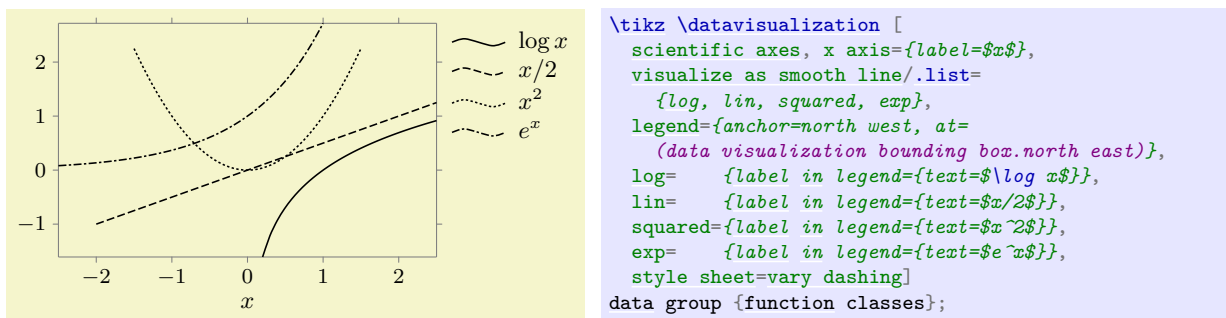 2
1
0
−1
−2
−1
0
1
2
x
log x
x/2
x²
eˣ
\tikz \datavisualization [
  scientific axes, x axis={label=$x$},
  visualize as smooth line/.list=
    {log, lin, squared, exp},
  legend={anchor=north west, at=
    (data visualization bounding box.north east)},
  log=    {label in legend={text=$\log x$}},
  lin=    {label in legend={text=$x/2$}},
  squared={label in legend={text=$x^2$}},
  exp=    {label in legend={text=$e^x$}},
  style sheet=vary dashing]
data group {function classes};